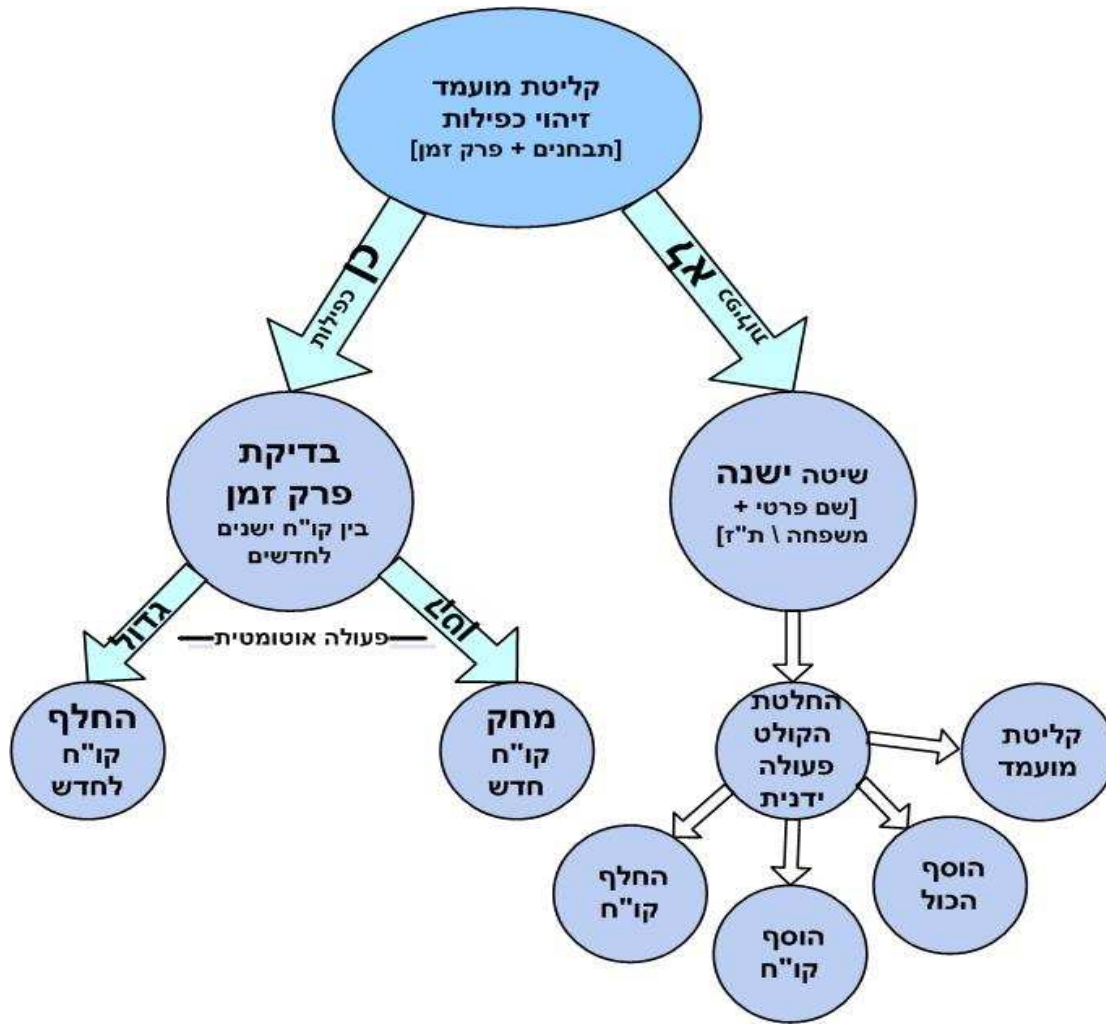 קליטת מועמד
זיהוי כפילות
[תבחנים + פרק זמן]
כן כפילות
לא כפילות
בדיקת
פרק זמן
בין קו"ח ישנים
לחדשים
שיטה ישנה
[שם פרטי +
משפחה \ ת"ז]
גדול
פעולה אוטומטית
קטן
החלף
קו"ח
לחדש
מחק
קו"ח
חדש
החלטת
הקולט
פעולה
ידנית
קליטת
מועמד
הוסף
הכול
הוסף
קו"ח
החלף
קו"ח